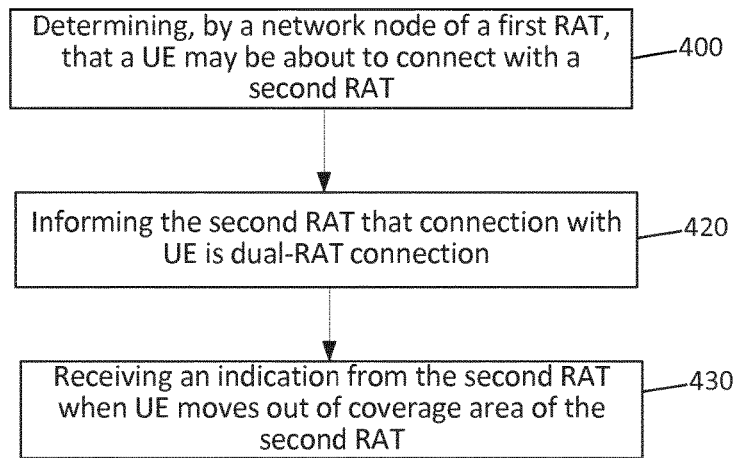 Determining, by a network node of a first RAT,
that a UE may be about to connect with a
second RAT
400
Informing the second RAT that connection with
UE is dual-RAT connection
420
Receiving an indication from the second RAT
when UE moves out of coverage area of the
second RAT
430